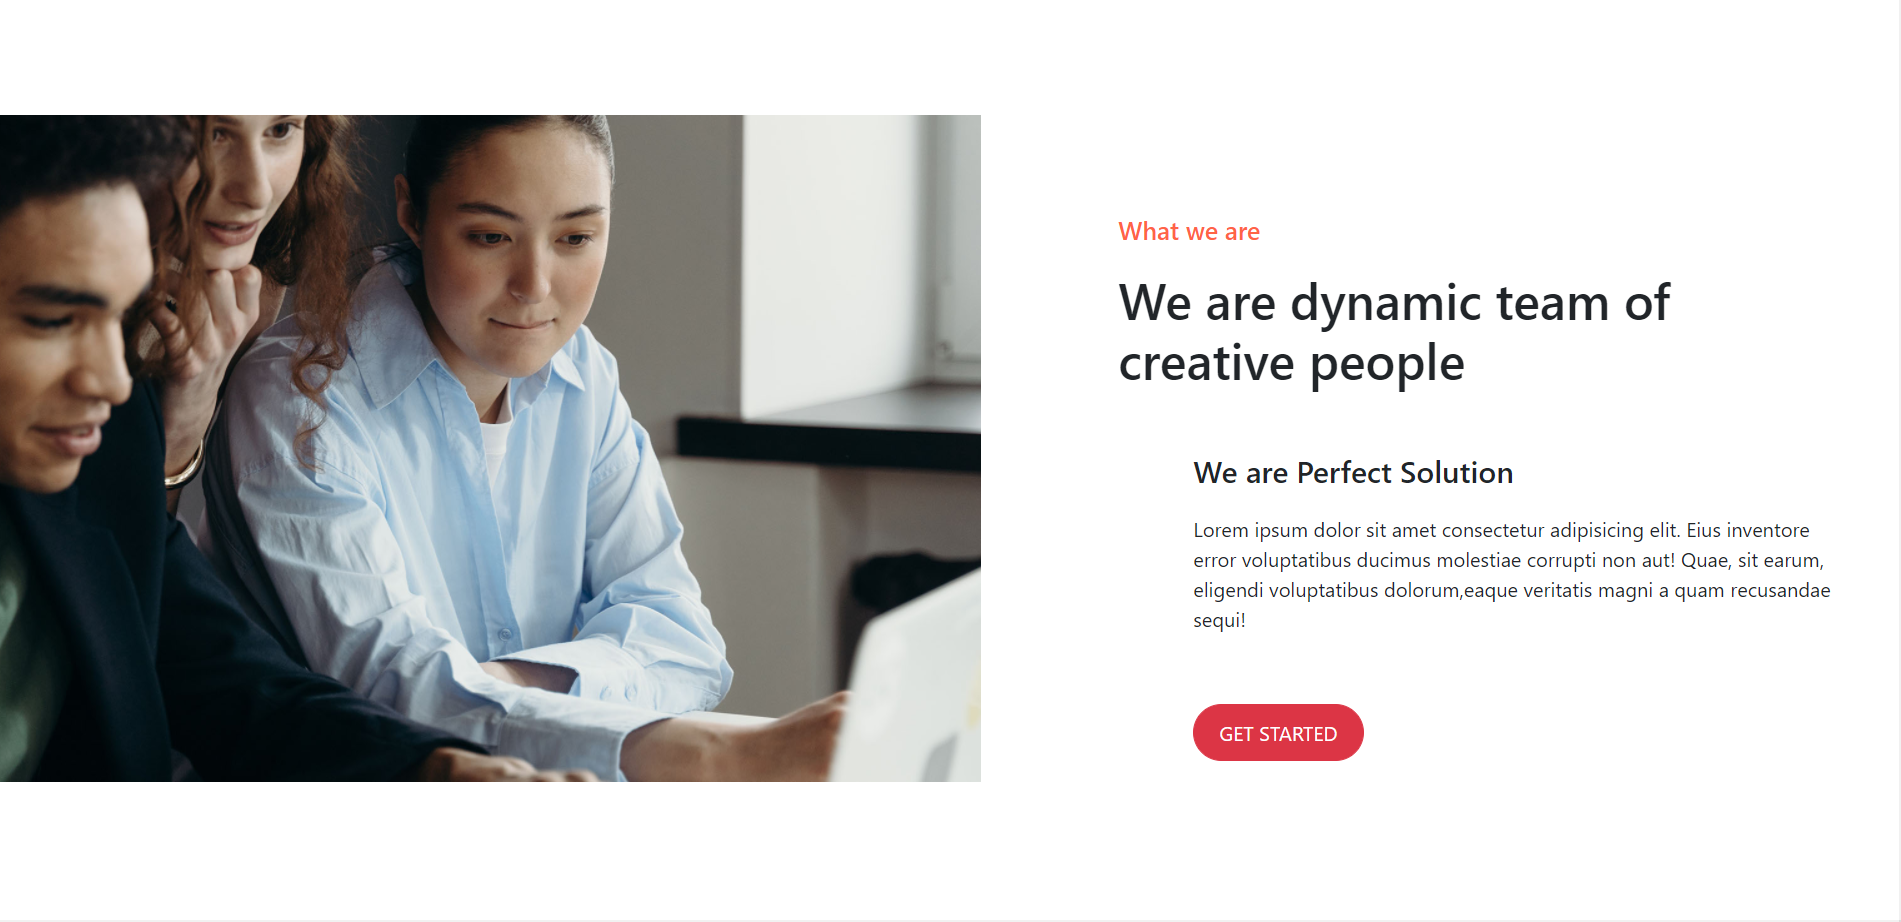 What we are
We are dynamic team of
creative people
We are Perfect Solution
Lorem ipsum dolor sit amet consectetur adipisicing elit. Eius inventore
error voluptatibus ducimus molestiae corrupti non aut! Quae, sit earum,
eligendi voluptatibus dolorum,eaque veritatis magni a quam recusandae
sequi!
GET STARTED